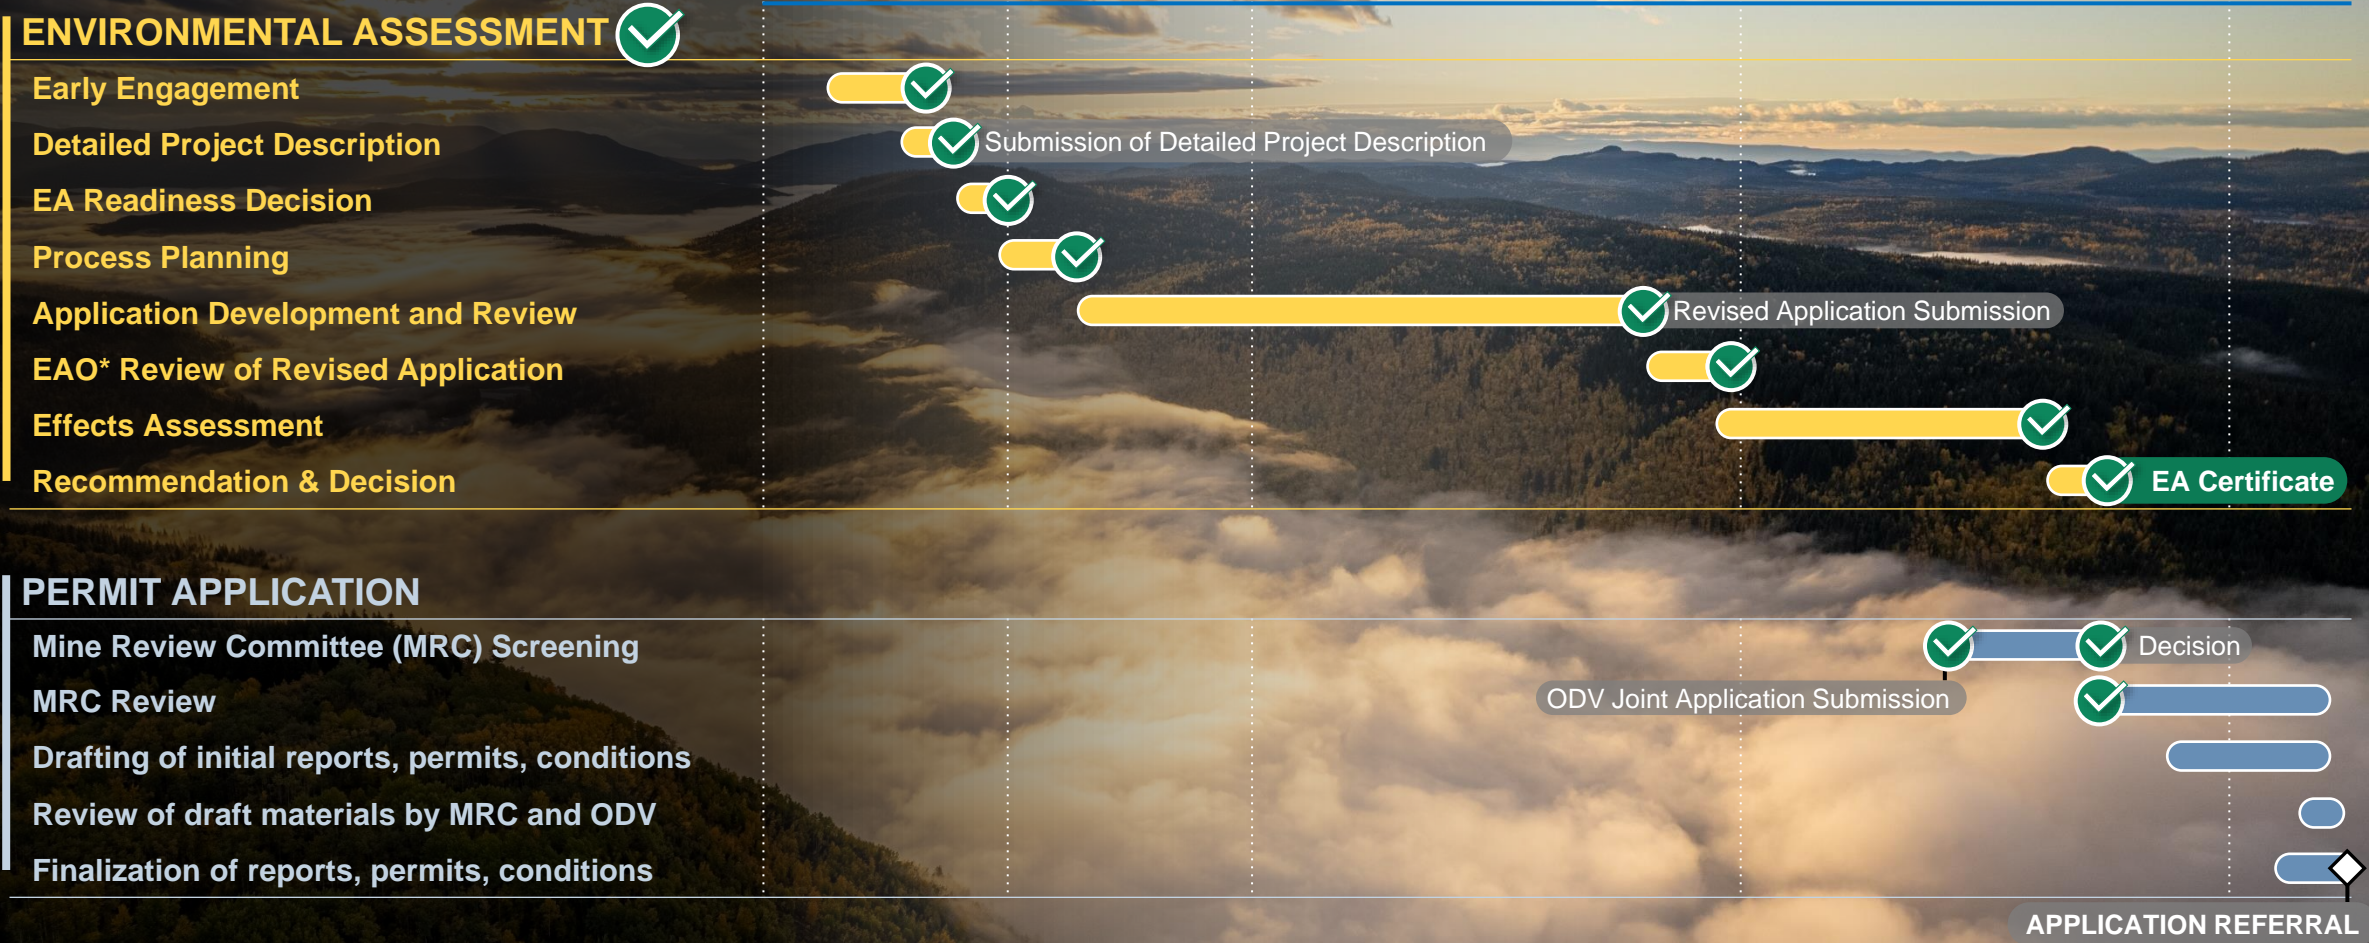 ENVIRONMENTAL ASSESSMENT
Early Engagement
Detailed Project Description
Submission of Detailed Project Description
EA Readiness Decision
Process Planning
Application Development and Review
Revised Application Submission
EAO* Review of Revised Application
Effects Assessment
Recommendation & Decision
EA Certificate
PERMIT APPLICATION
Mine Review Committee (MRC) Screening
Decision
MRC Review
ODV Joint Application Submission
Drafting of initial reports, permits, conditions
Review of draft materials by MRC and ODV
Finalization of reports, permits, conditions
APPLICATION REFERRAL